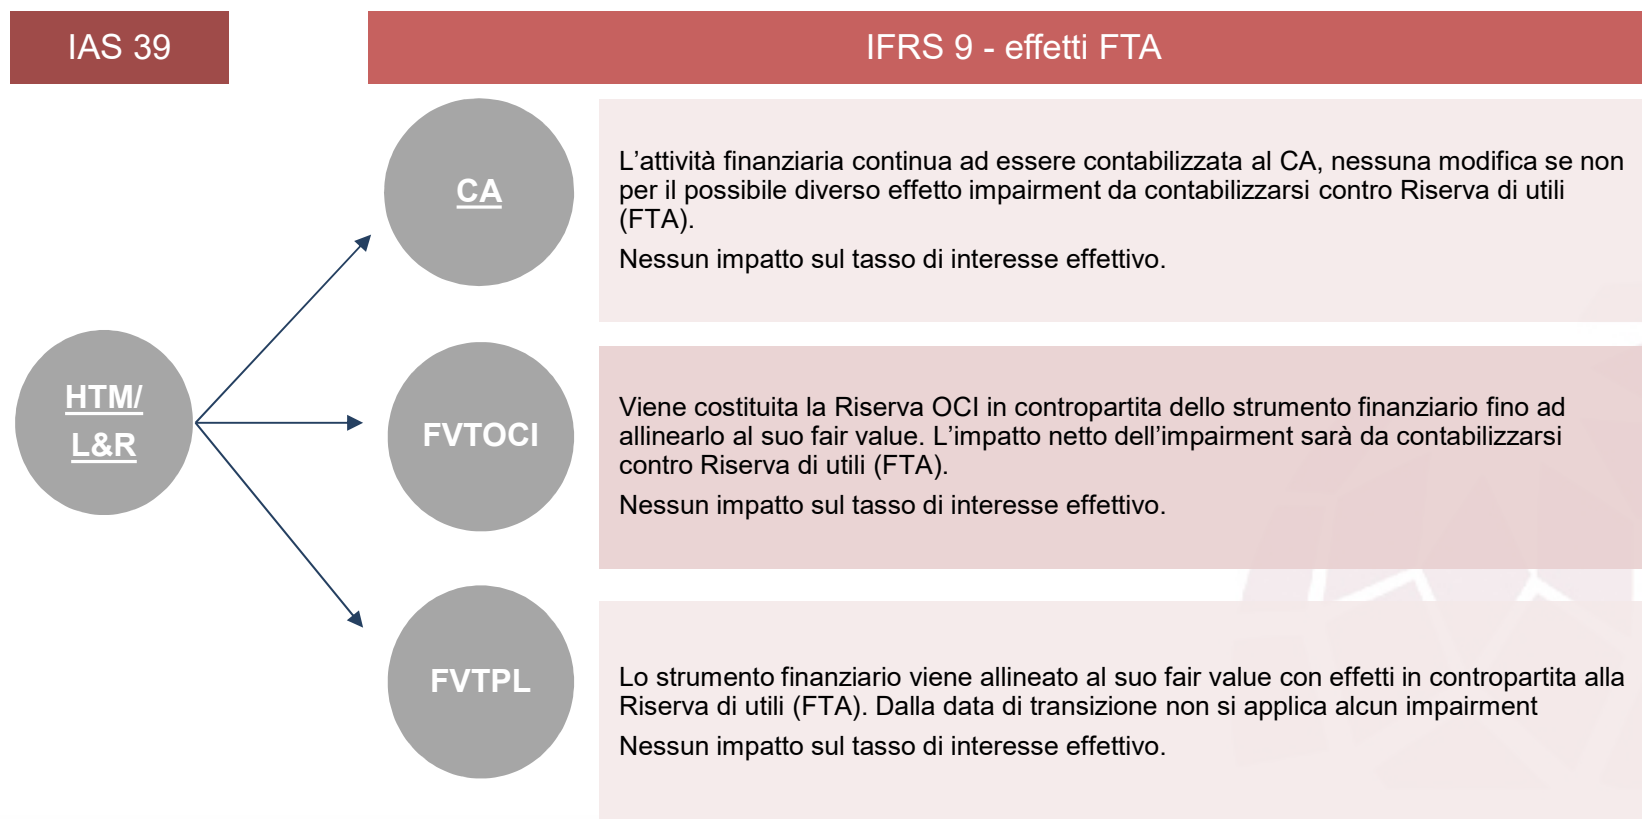 IAS 39
IFRS 9 - effetti FTA
CA
L’attività finanziaria continua ad essere contabilizzata al CA, nessuna modifica se non
per il possibile diverso effetto impairment da contabilizzarsi contro Riserva di utili
(FTA).
Nessun impatto sul tasso di interesse effettivo.
HTM/
L&R
FVTOCI
Viene costituita la Riserva OCI in contropartita dello strumento finanziario fino ad
allinearlo al suo fair value. L’impatto netto dell’impairment sarà da contabilizzarsi
contro Riserva di utili (FTA).
Nessun impatto sul tasso di interesse effettivo.
FVTPL
Lo strumento finanziario viene allineato al suo fair value con effetti in contropartita alla
Riserva di utili (FTA). Dalla data di transizione non si applica alcun impairment
Nessun impatto sul tasso di interesse effettivo.